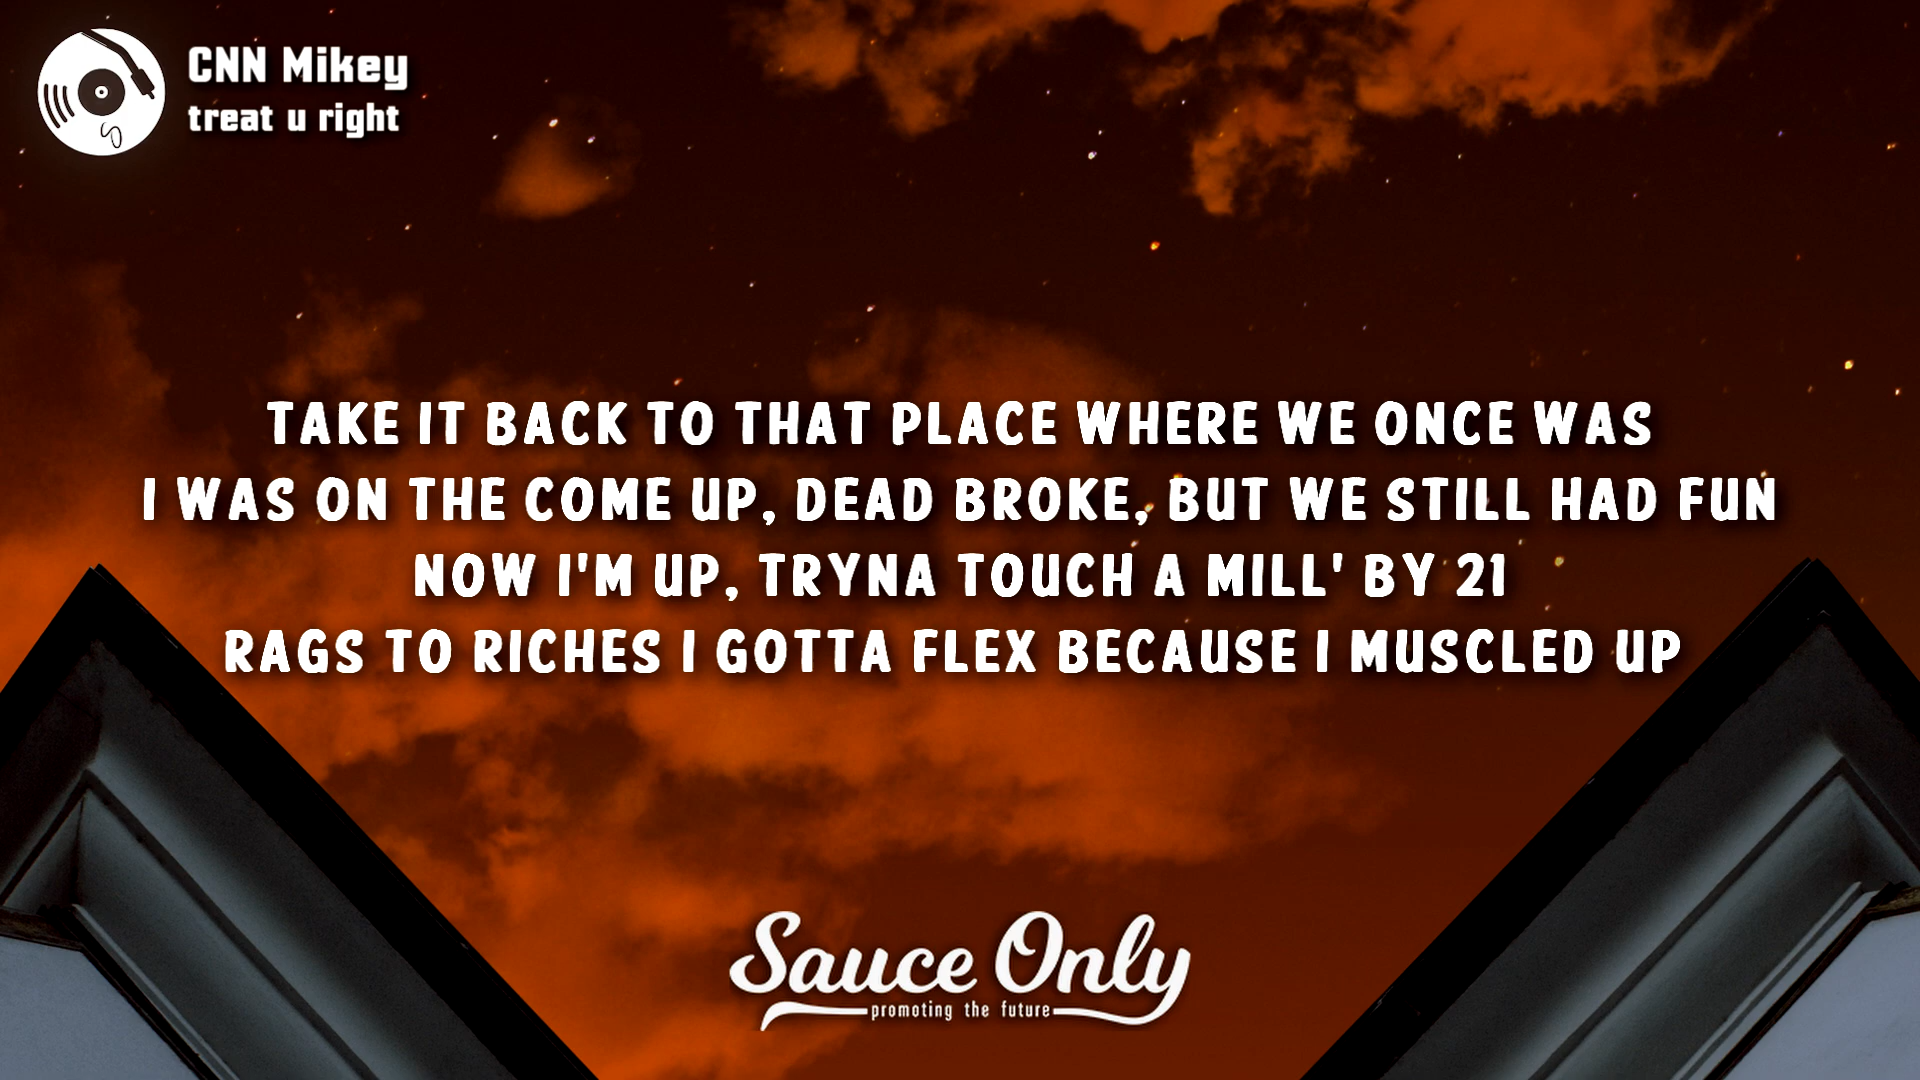 CNN Mikey
treat u right
TAKE IT BACK TO THAT PLACE WHERE WE ONCE WAS
I WAS ON THE COME UP, DEAD BROKE, BUT WE STILL HAD FUN
NOW I'M UP, TRYNA TOUCH A MILL' BY 21
RAGS TO RICHES I GOTTA FLEX BECAUSE I MUSCLED UP
Sauce Only
promoting the future